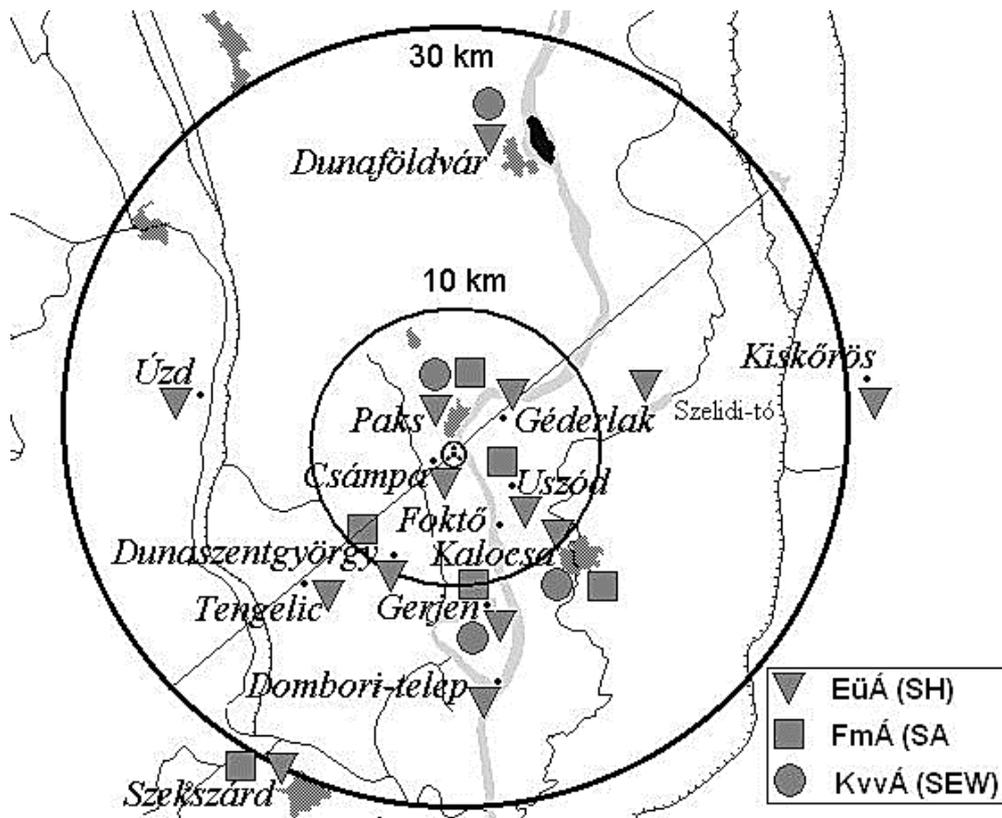 30 km
Dunaföldvár
10 km
Úzd
Kiskőrös
Paks
Géderlak
Szelidi-tó
Csámpa
Uszód
Foktő
Dunaszentgyörgy
Kalocsa
Tengelic
Gerjen
Dombori-telep
Szekszárd
EüÁ (SH)
FmÁ (SA
KvvÁ (SEW)